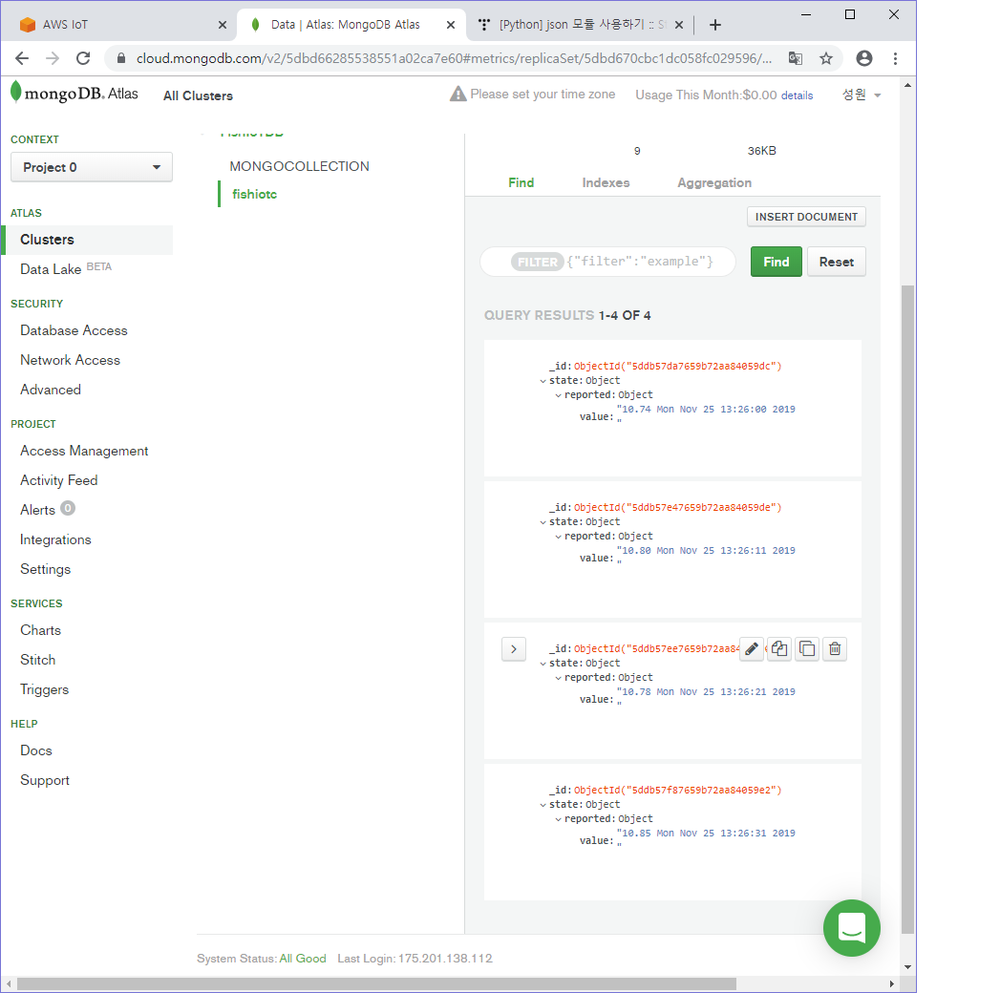 AWS IoT
Data | Atlas: MongoDB Atlas
[Python] json 모듈 사용하기 ::
cloud.mongodb.com/v2/5dbd66285538551a02ca7e60#metrics/replicaSet/5dbd670cbc1dc058fc029596/...
mongoDB. Atlas
All Clusters
Please set your time zone
Usage This Month:$0.00 details
성원
CONTEXT
Project 0
ATLAS
Clusters
Data Lake BETA
SECURITY
Database Access
Network Access
Advanced
PROJECT
Access Management
Activity Feed
Alerts 0
Integrations
Settings
SERVICES
Charts
Stitch
Triggers
HELP
Docs
Support
MONGOCOLLECTION
fishiotc
9 36KB
Find Indexes Aggregation
INSERT DOCUMENT
FILTER {"filter":"example"}
Find
Reset
QUERY RESULTS 1-4 OF 4
_id: ObjectId("5ddb57da7659b72aa84059dc")
state: Object
reported: Object
value: "10.74 Mon Nov 25 13:26:00 2019
"
_id: ObjectId("5ddb57e47659b72aa84059de")
state: Object
reported: Object
value: "10.80 Mon Nov 25 13:26:11 2019
"
_id: ObjectId("5ddb57ee7659b72aa84
state: Object
reported: Object
value: "10.78 Mon Nov 25 13:26:21 2019
"
_id: ObjectId("5ddb57f87659b72aa84059e2")
state: Object
reported: Object
value: "10.85 Mon Nov 25 13:26:31 2019
"
System Status: All Good Last Login: 175.201.138.112